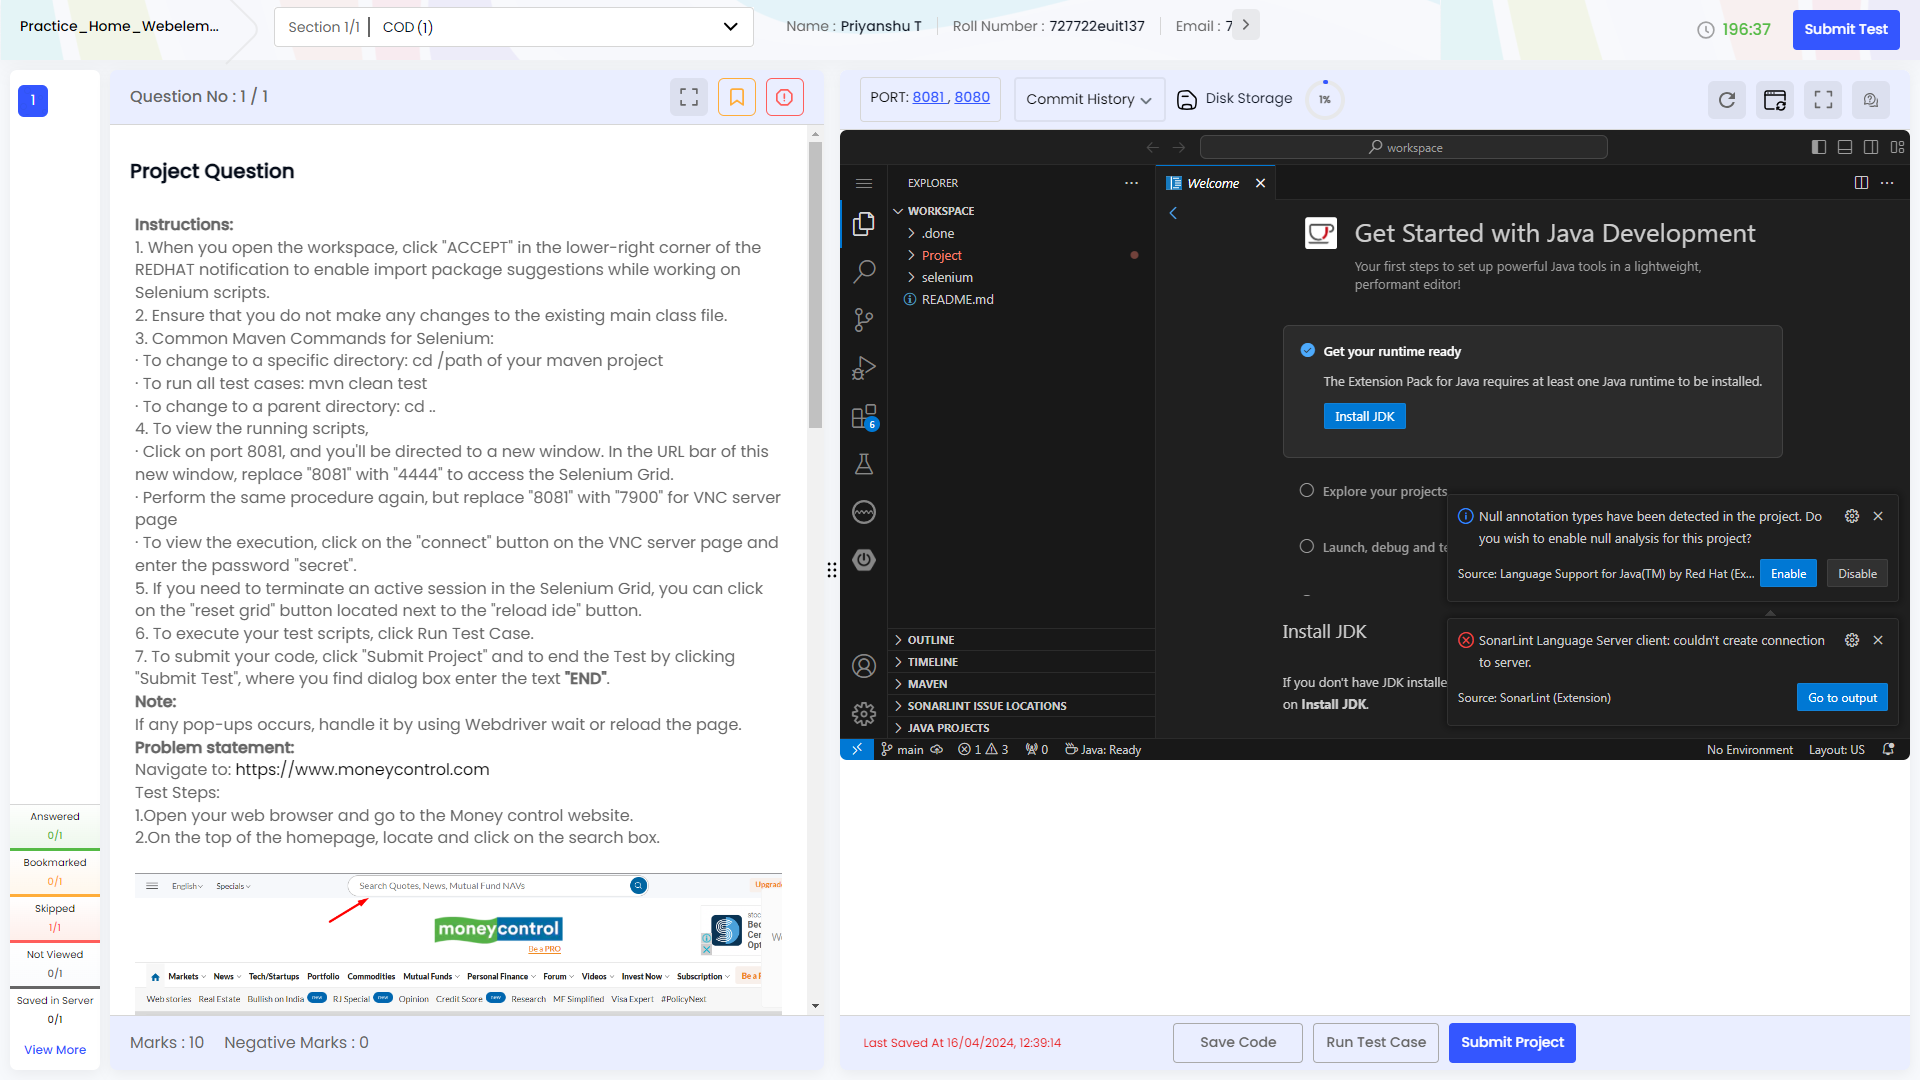 Practice_Home_Webelem...
Section 1/1 | COD (1)
Name : Priyanshu T
Roll Number : 727722euit137
Email : 7
196:37
Submit Test
1
Question No : 1 / 1
Project Question
Instructions:
1. When you open the workspace, click "ACCEPT" in the lower-right corner of the
REDHAT notification to enable import package suggestions while working on
Selenium scripts.
2. Ensure that you do not make any changes to the existing main class file.
3. Common Maven Commands for Selenium:
· To change to a specific directory: cd /path of your maven project
· To run all test cases: mvn clean test
· To change to a parent directory: cd ..
4. To view the running scripts,
· Click on port 8081, and you'll be directed to a new window. In the URL bar of this
new window, replace "8081" with "4444" to access the Selenium Grid.
· Perform the same procedure again, but replace "8081" with "7900" for VNC server
page
· To view the execution, click on the "connect" button on the VNC server page and
enter the password "secret".
5. If you need to terminate an active session in the Selenium Grid, you can click
on the "reset grid" button located next to the "reload ide" button.
6. To execute your test scripts, click Run Test Case.
7. To submit your code, click "Submit Project" and to end the Test by clicking
"Submit Test", where you find dialog box enter the text "END".
Note:
If any pop-ups occurs, handle it by using Webdriver wait or reload the page.
Problem statement:
Navigate to: https://www.moneycontrol.com
Test Steps:
1.Open your web browser and go to the Money control website.
2.On the top of the homepage, locate and click on the search box.
English
Specials
Search Quotes, News, Mutual Fund NAVs
moneycontrol
Be a PRO
Markets News Tech/Startups Portfolio Commodities Mutual Funds Personal Finance Forum Videos Invest Now Subscription
Web stories Real Estate Bullish on India new RJ Special new Opinion Credit Score new Research MF Simplified Visa Expert #PolicyNext
Answered
0/1
Bookmarked
0/1
Skipped
1/1
Not Viewed
0/1
Saved in Server
0/1
View More
Marks : 10
Negative Marks : 0
PORT: 8081 , 8080
Commit History
Disk Storage
1%
workspace
EXPLORER
WORKSPACE
.done
Project
selenium
README.md
OUTLINE
TIMELINE
MAVEN
SONARLINT ISSUE LOCATIONS
JAVA PROJECTS
6
Welcome
Get Started with Java Development
Your first steps to set up powerful Java tools in a lightweight,
performant editor!
Get your runtime ready
The Extension Pack for Java requires at least one Java runtime to be installed.
Install JDK
Explore your projects
Launch, debug and te
Install JDK
If you don't have JDK installe
on Install JDK.
Null annotation types have been detected in the project. Do
you wish to enable null analysis for this project?
Source: Language Support for Java(TM) by Red Hat (Ex...
Enable
Disable
SonarLint Language Server client: couldn't create connection
to server.
Source: SonarLint (Extension)
Go to output
main
1
3
0
Java: Ready
No Environment
Layout: US
Last Saved At 16/04/2024, 12:39:14
Save Code
Run Test Case
Submit Project